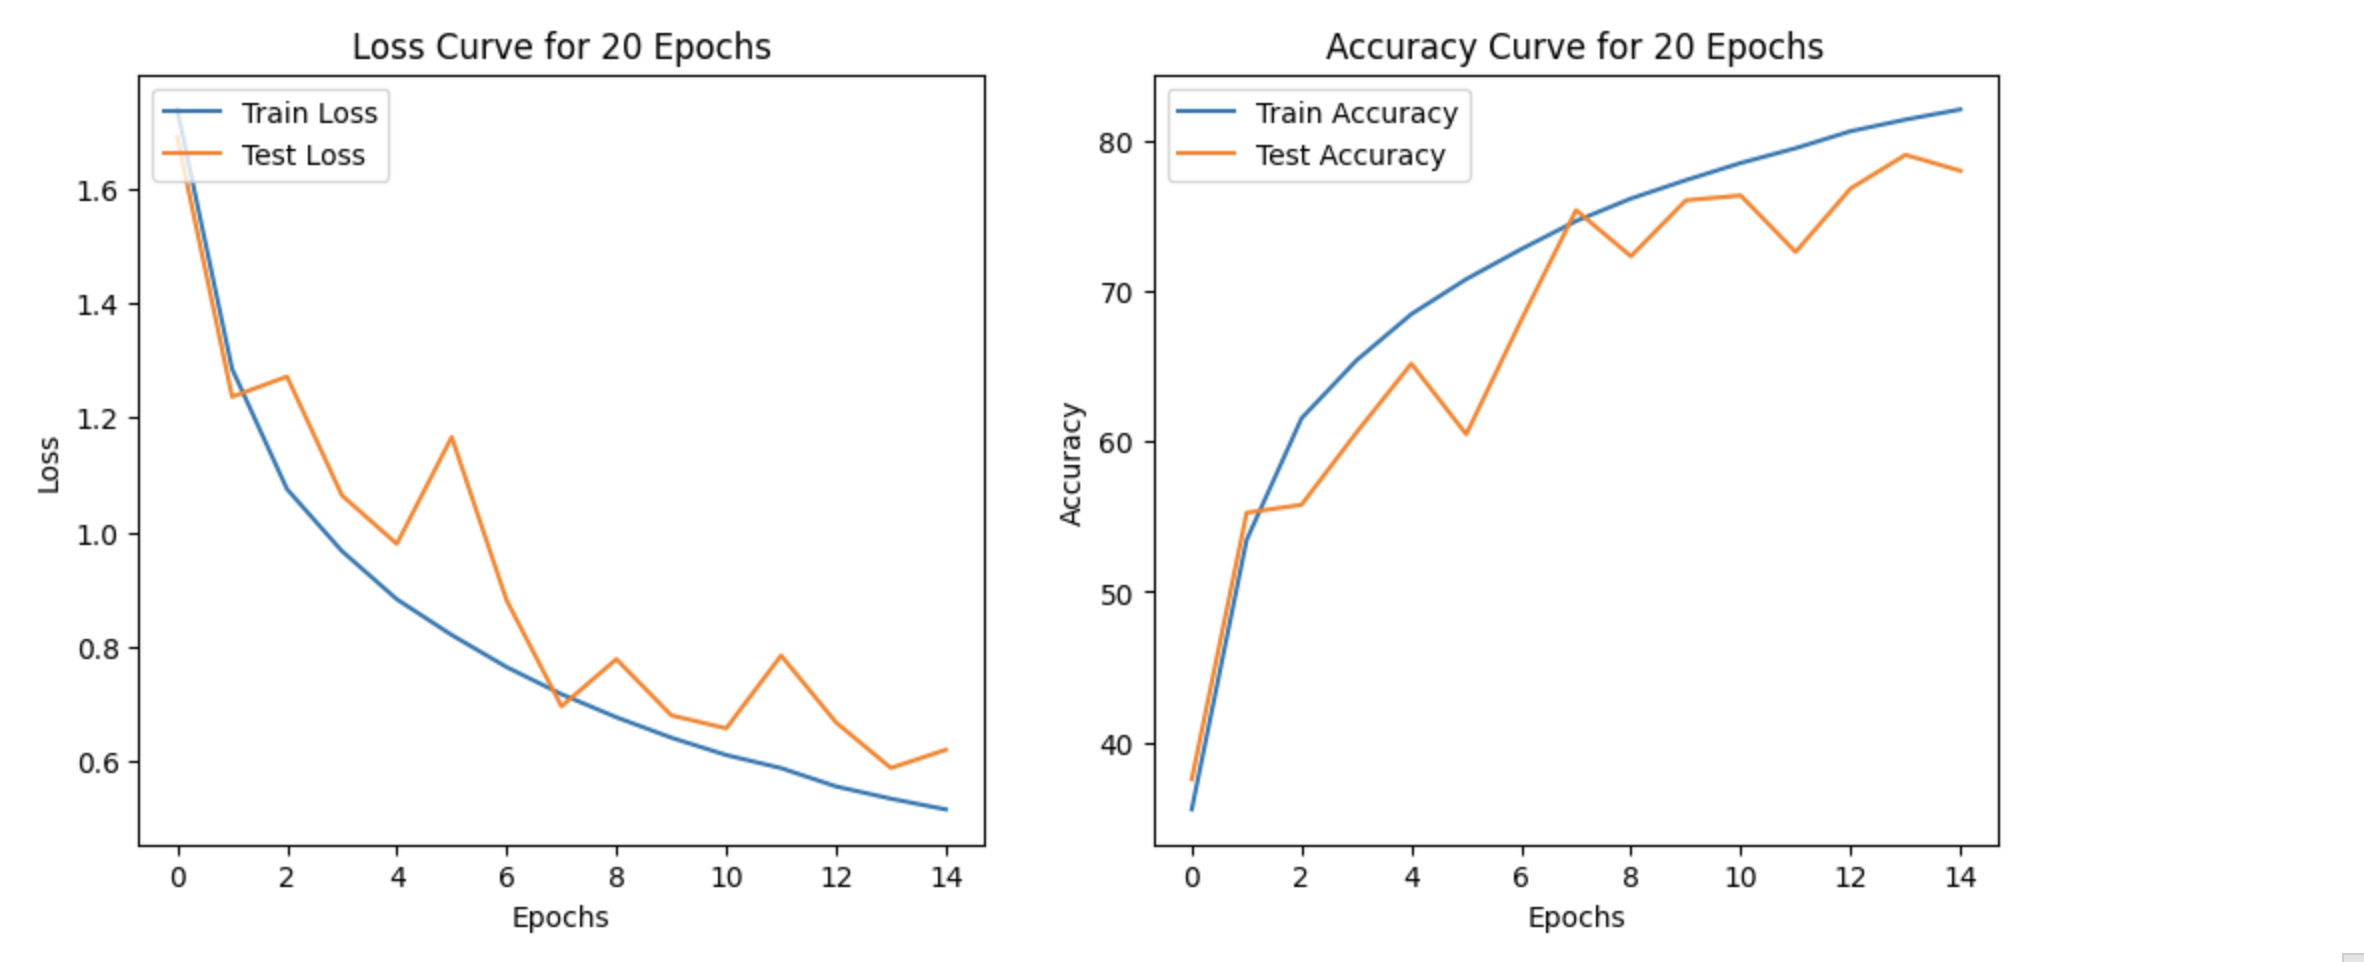 Loss Curve for 20 Epochs
Train Loss
Test Loss
1.6
1.4
1.2
1.0
0.8
0.6
Loss
0 2 4 6 8 10 12 14
Epochs
Accuracy Curve for 20 Epochs
Train Accuracy
Test Accuracy
80
70
60
50
40
Accuracy
0 2 4 6 8 10 12 14
Epochs